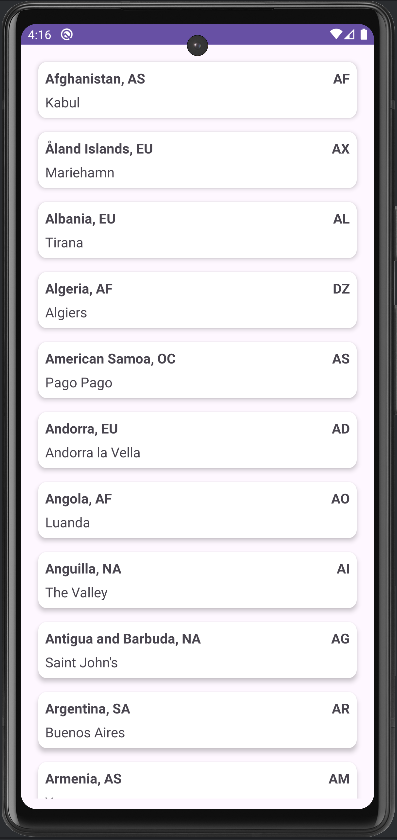 4:16
Afghanistan, AS AF
Kabul
Åland Islands, EU AX
Mariehamn
Albania, EU AL
Tirana
Algeria, AF DZ
Algiers
American Samoa, OC AS
Pago Pago
Andorra, EU AD
Andorra la Vella
Angola, AF AO
Luanda
Anguilla, NA AI
The Valley
Antigua and Barbuda, NA AG
Saint John's
Argentina, SA AR
Buenos Aires
Armenia, AS AM